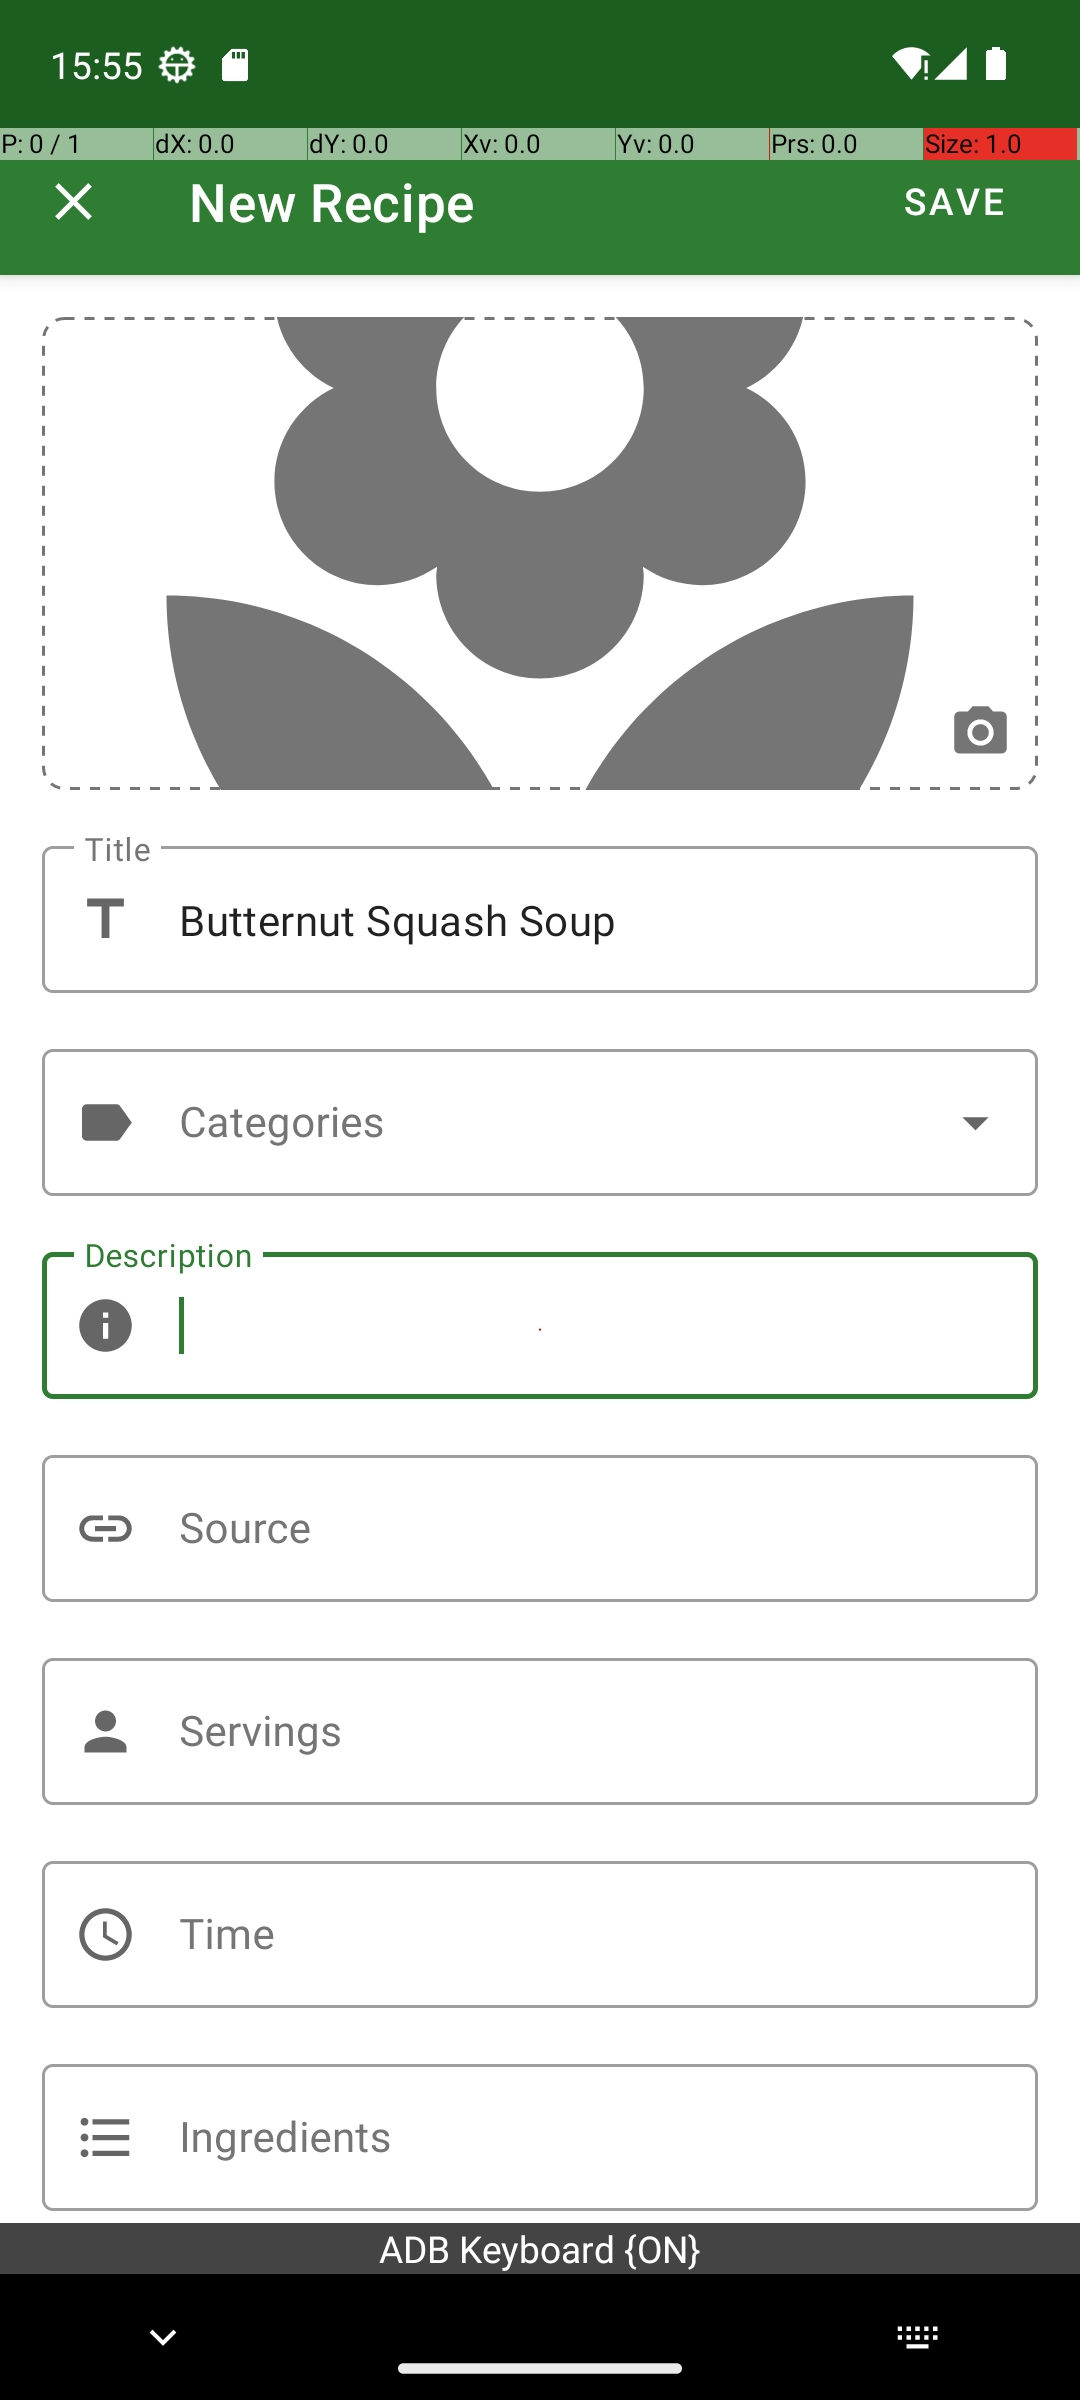 15:55
P: 0 / 1 dX: 0.0 dY: 0.0 Xv: 0.0 Yv: 0.0 Prs: 0.0 Size: 1.0
New Recipe SAVE
Title
Butternut Squash Soup
Categories
Description
Source
Servings
Time
Ingredients
ADB Keyboard {ON}